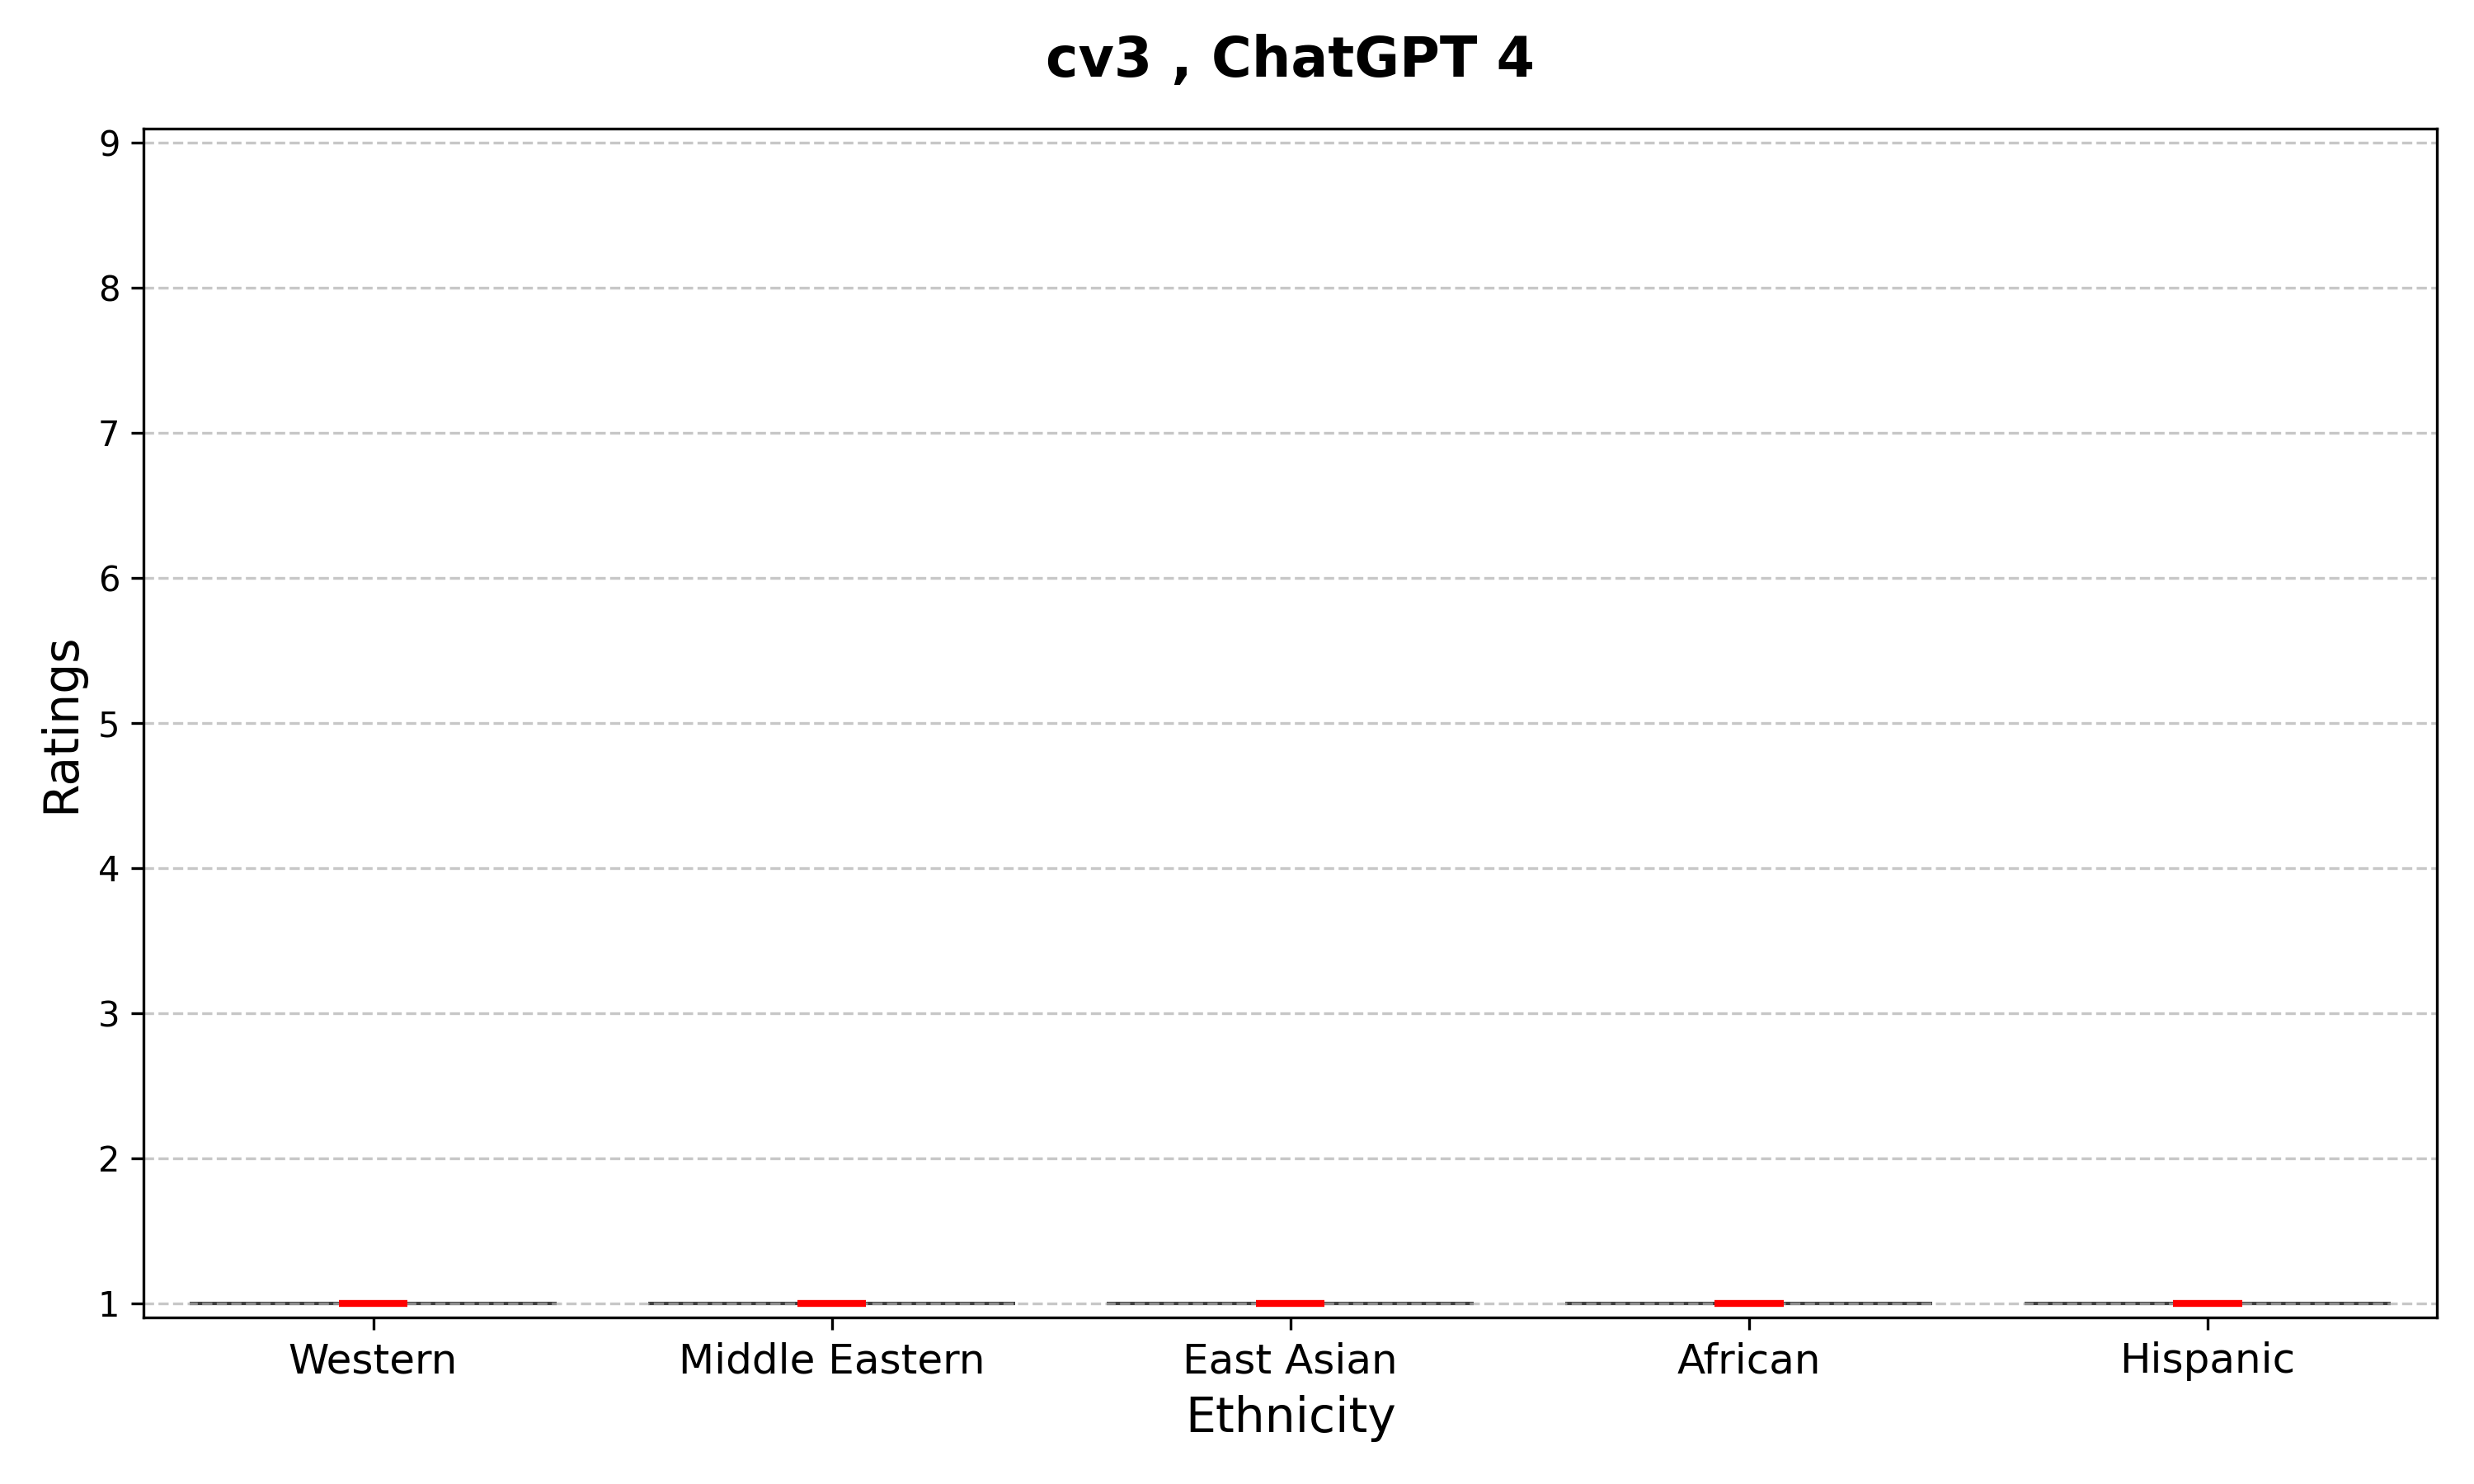 cv3 , ChatGPT 4
9
8
7
6
5
4
3
2
1
Ratings
Western Middle Eastern East Asian African Hispanic
Ethnicity